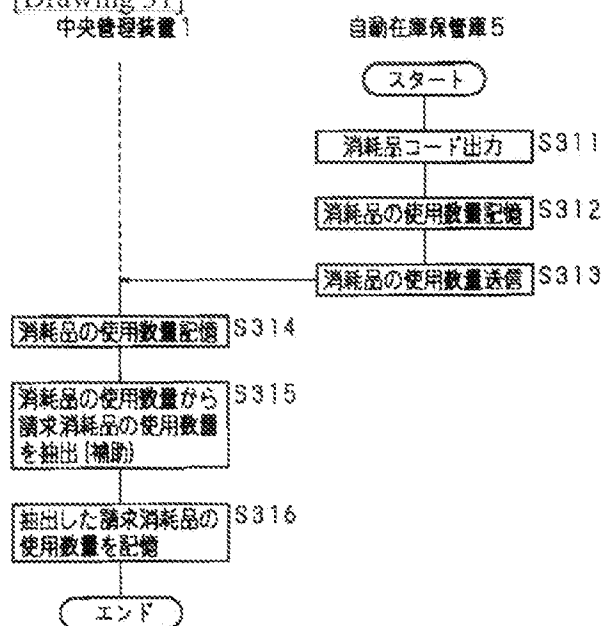 [Drawing 31]
中央管理装置1
自動在庫保管庫5
スタート
消耗品コード出力 S311
消耗品の使用数量記憶 S312
消耗品の使用数量送信 S313
消耗品の使用数量記憶 S314
消耗品の使用数量から S315
請求消耗品の使用数量
を抽出(補助)
抽出した請求消耗品の S316
使用数量を記憶
エンド